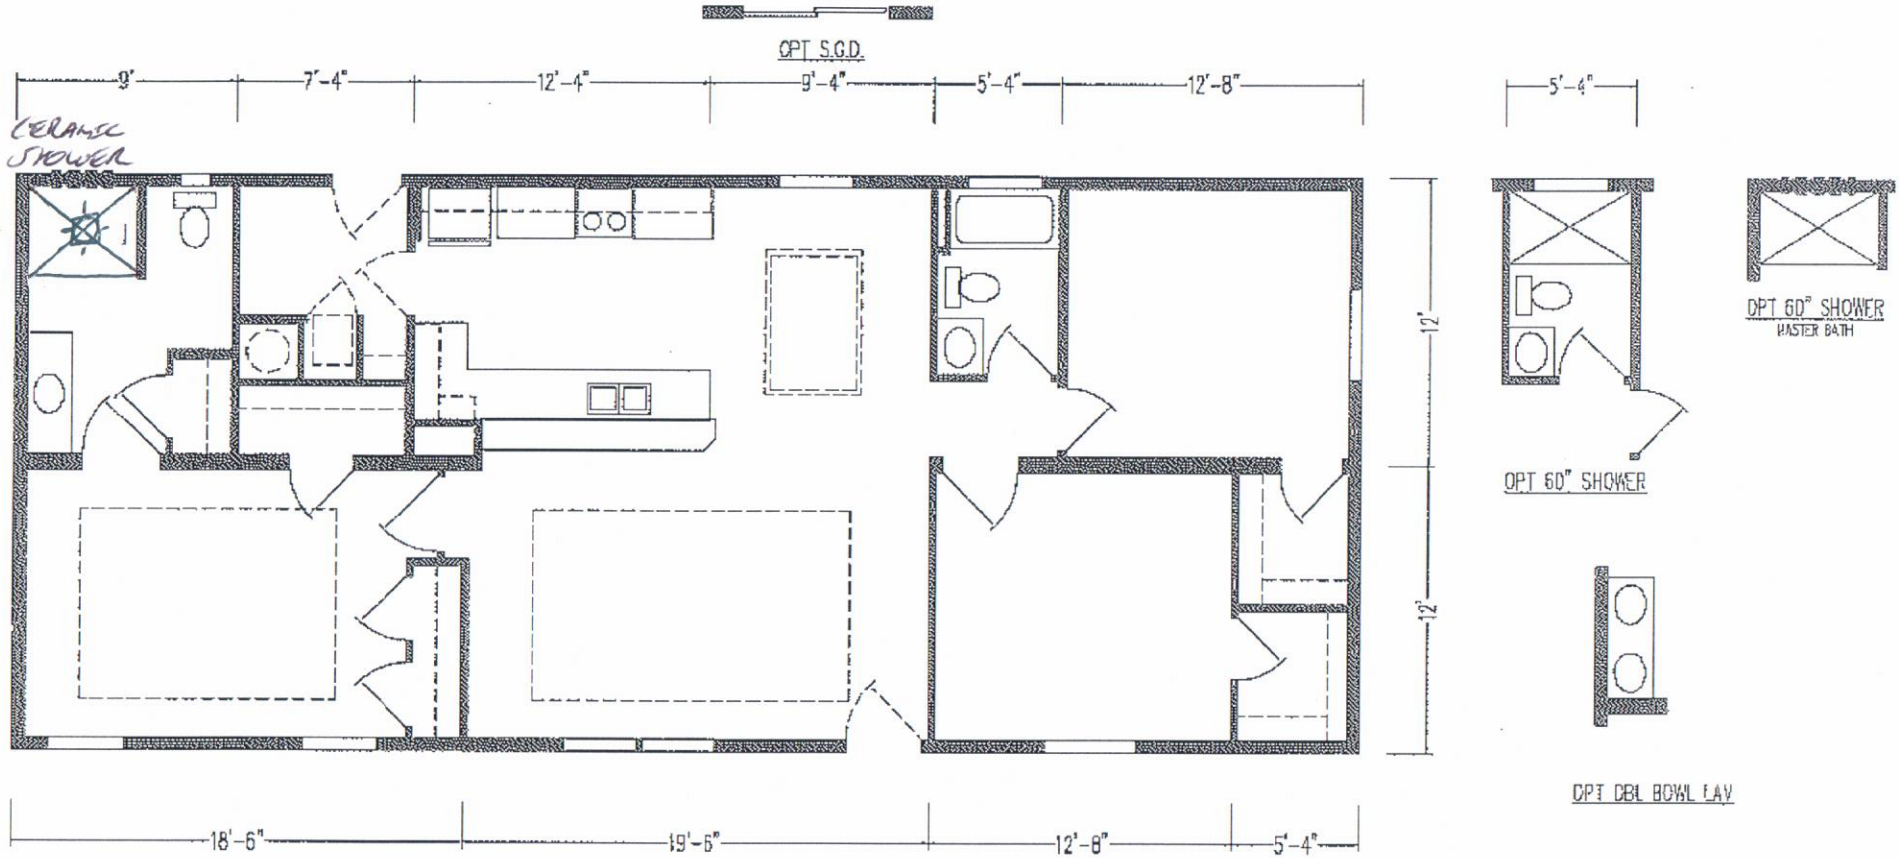 OPT S.G.D.
9' 7'-4" 12'-4" 9'-4" 5'-4" 12'-8" 5'-4"
CERAMIC
SHOWER
12'
OPT 60" SHOWER
MASTER BATH
OPT 60" SHOWER
12'
OPT DBL BOWL LAV
18'-6" 19'-6" 12'-8" 5'-4"